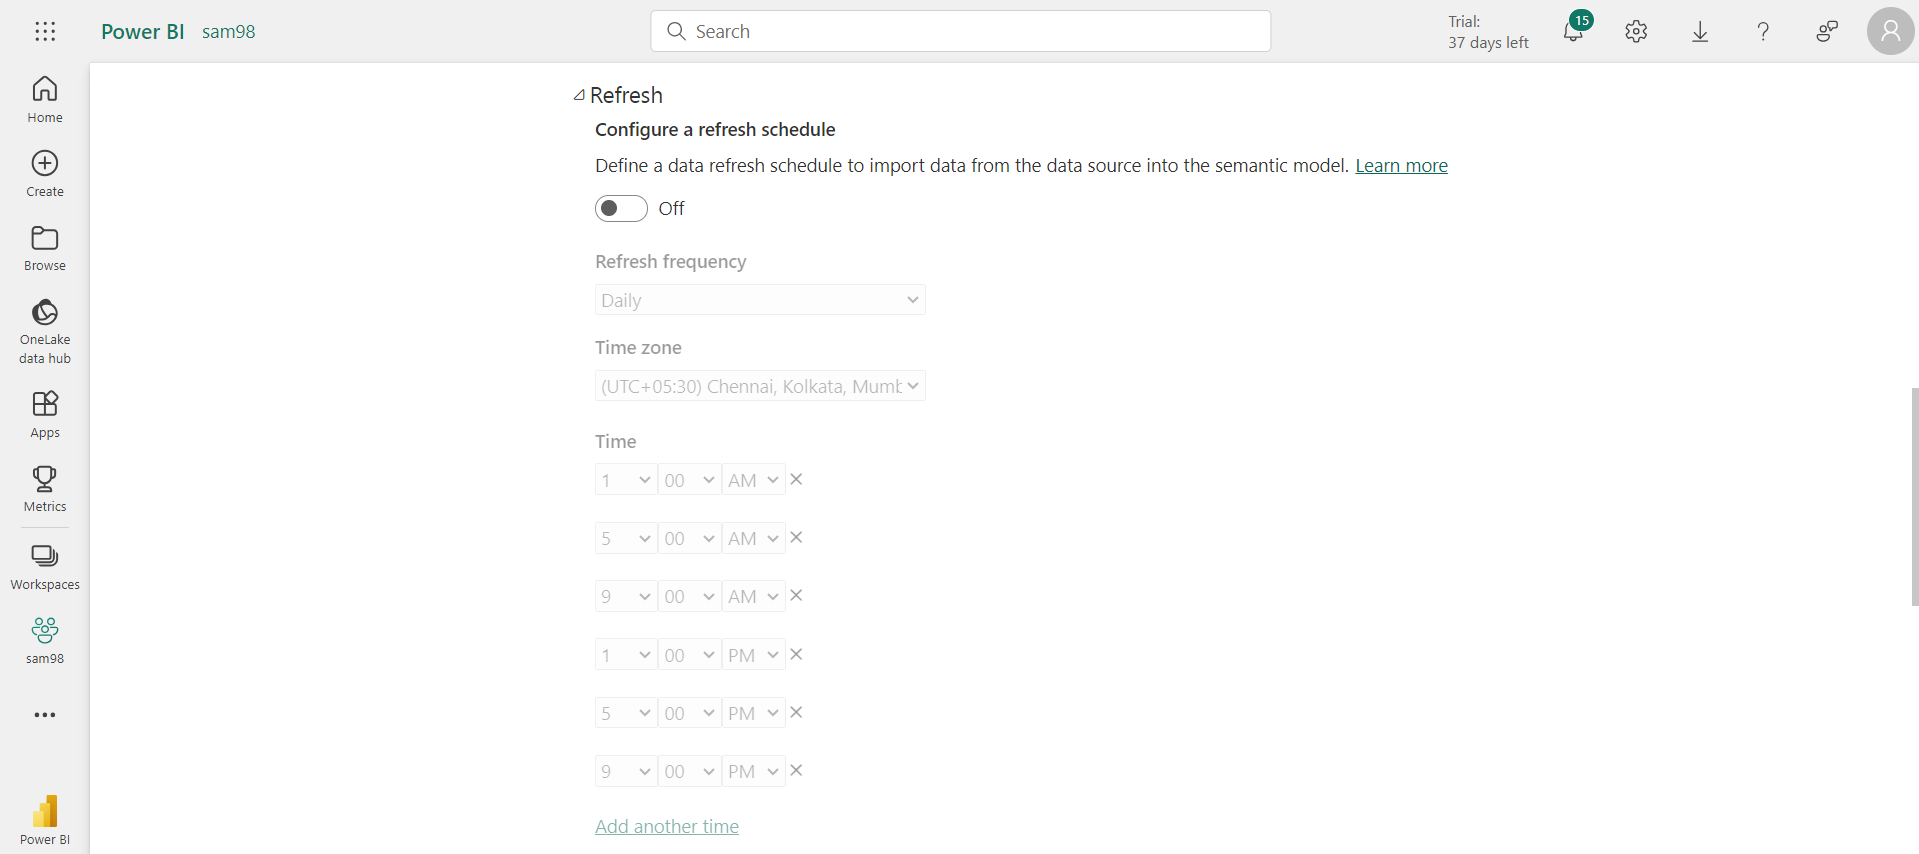 Power BI sam98
Search
Trial:
37 days left
15
Home
Create
Browse
OneLake
data hub
Apps
Metrics
Workspaces
sam98
Power BI
Refresh
Configure a refresh schedule
Define a data refresh schedule to import data from the data source into the semantic model. Learn more
Off
Refresh frequency
Daily
Time zone
(UTC+05:30) Chennai, Kolkata, Mumb
Time
1 00 AM
5 00 AM
9 00 AM
1 00 PM
5 00 PM
9 00 PM
Add another time